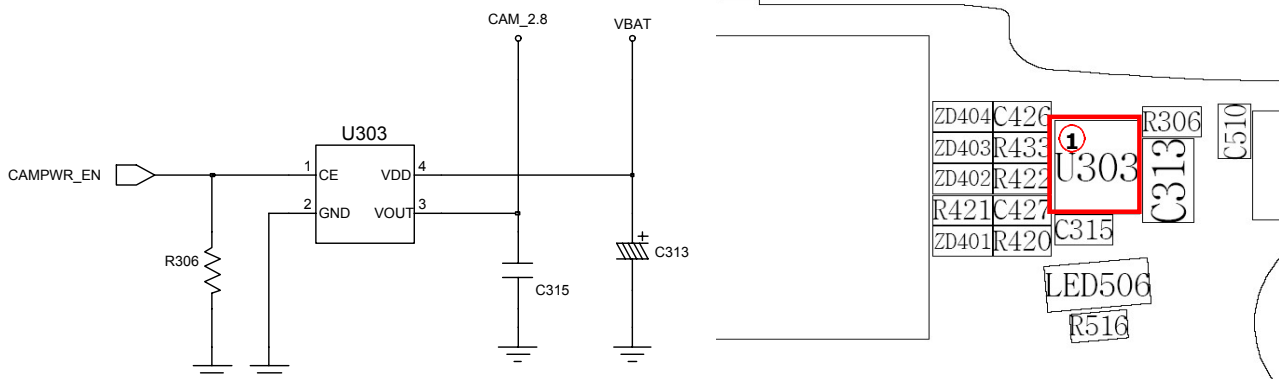 CAM_2.8
VBAT
U303
CAMPWR_EN
1 CE VDD 4
2 GND VOUT 3
R306
C315
+
C313
ZD404 C426
ZD403 R433
ZD402 R422
R421 C427
ZD401 R420
1
U303
R306
C313
C510
C315
LED506
R516